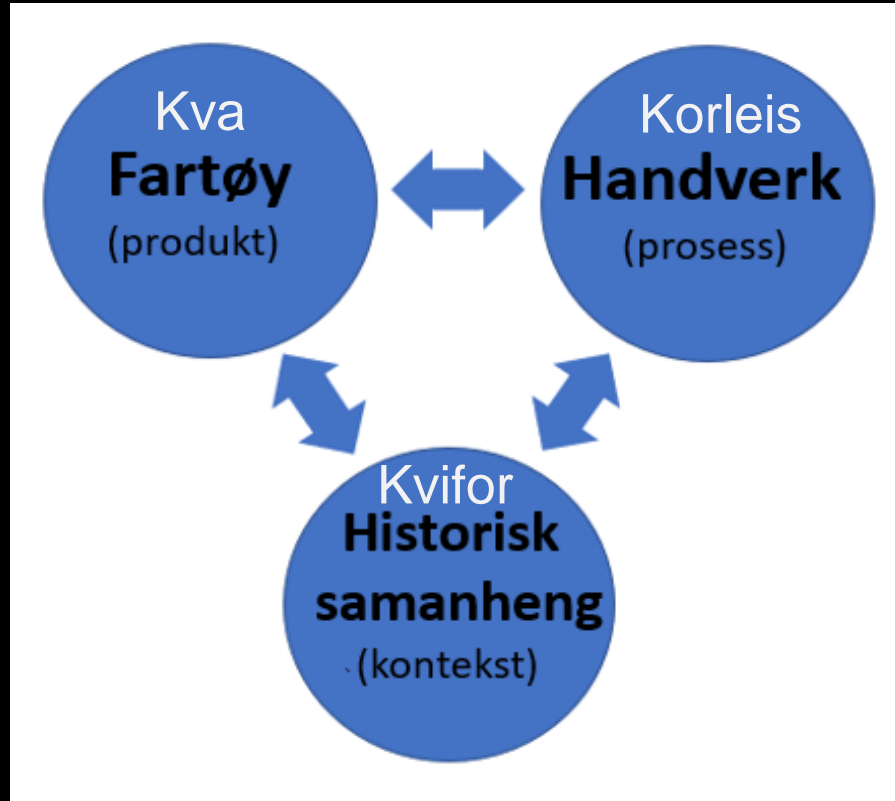 Kva
Fartøy
(produkt)
Korleis
Handverk
(prosess)
Kvifor
Historisk
samanheng
(kontekst)